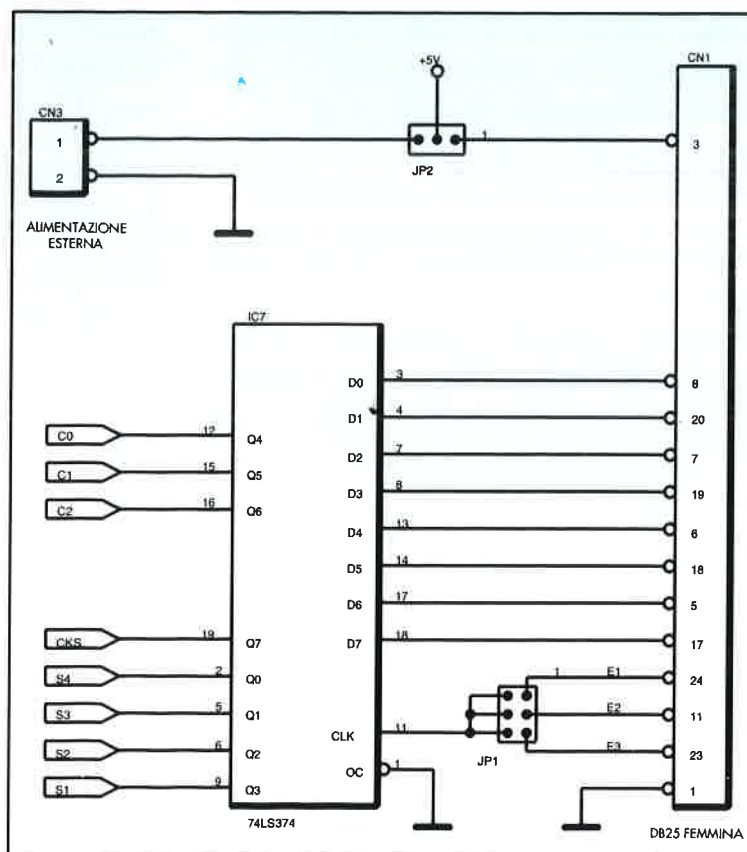 +5V
CN1
CN3
1
2
1
3
JP2
ALIMENTAZIONE
ESTERNA
IC7
D0 3 8
D1 4 20
C0 12 Q4
D2 7 7
C1 15 Q5
D3 8 19
C2 16 Q6
D4 13 6
D5 14 18
D6 17 5
CKS 19 Q7
D7 18 17
S4 2 Q0
1 E1 24
S3 5 Q1
CLK 11 E2 11
S2 6 Q2
E3 23
JP1
OC 1
S1 9 Q3
1
74LS374
DB25 FEMMINA